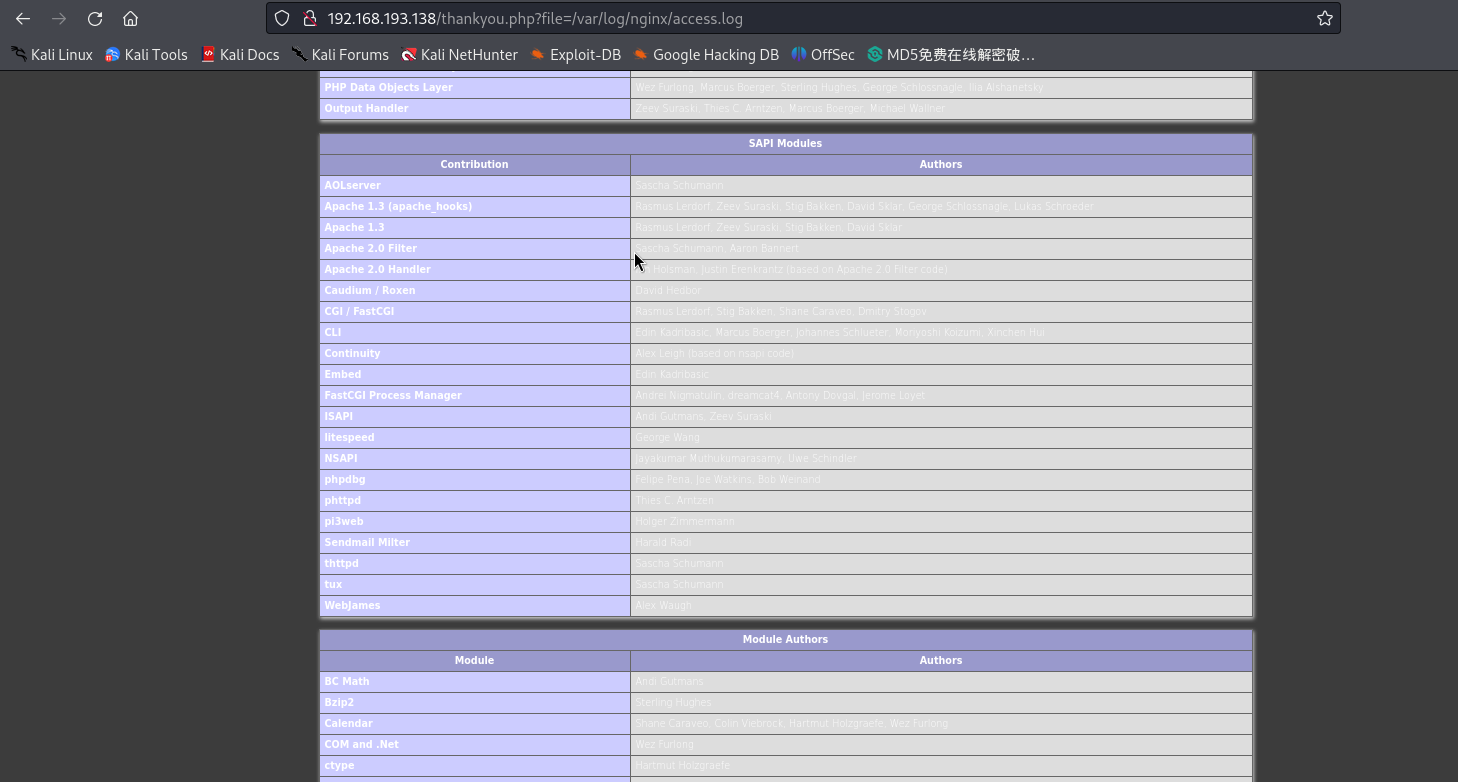 192.168.193.138/thankyou.php?file=/var/log/nginx/access.log
Kali Linux Kali Tools Kali Docs Kali Forums Kali NetHunter Exploit-DB Google Hacking DB OffSec MD5免费在线解密破…
PHP Data Objects Layer Wez Furlong, Marcus Boerger, Sterling Hughes, George Schlossnagle, Ilia Alshanetsky
Output Handler Zeev Suraski, Thies C. Arntzen, Marcus Boerger, Michael Wallner
SAPI Modules
Contribution Authors
AOLserver Sascha Schumann
Apache 1.3 (apache_hooks) Rasmus Lerdorf, Zeev Suraski, Stig Bakken, David Sklar, George Schlossnagle, Lukas Schroeder
Apache 1.3 Rasmus Lerdorf, Zeev Suraski, Stig Bakken, David Sklar
Apache 2.0 Filter Sascha Schumann, Aaron Bannert
Apache 2.0 Handler Holsman, Justin Erenkrantz (based on Apache 2.0 Filter code)
Caudium / Roxen David Hedbor
CGI / FastCGI Rasmus Lerdorf, Stig Bakken, Shane Caraveo, Dmitry Stogov
CLI Edin Kadribasic, Marcus Boerger, Johannes Schlueter, Moriyoshi Koizumi, Xinchen Hui
Continuity Alex Leigh (based on nsapi code)
Embed Edin Kadribasic
FastCGI Process Manager Andrei Nigmatulin, dreamcat4, Antony Dovgal, Jerome Loyet
ISAPI Andi Gutmans, Zeev Suraski
litespeed George Wang
NSAPI Jayakumar Muthukumarasamy, Uwe Schindler
phpdbg Felipe Pena, Joe Watkins, Bob Weinand
phttpd Thies C. Arntzen
pi3web Holger Zimmermann
Sendmail Milter Harald Radi
thttpd Sascha Schumann
tux Sascha Schumann
WebJames Alex Waugh
Module Authors
Module Authors
BC Math Andi Gutmans
Bzip2 Sterling Hughes
Calendar Shane Caraveo, Colin Viebrock, Hartmut Holzgraefe, Wez Furlong
COM and .Net Wez Furlong
ctype Hartmut Holzgraefe